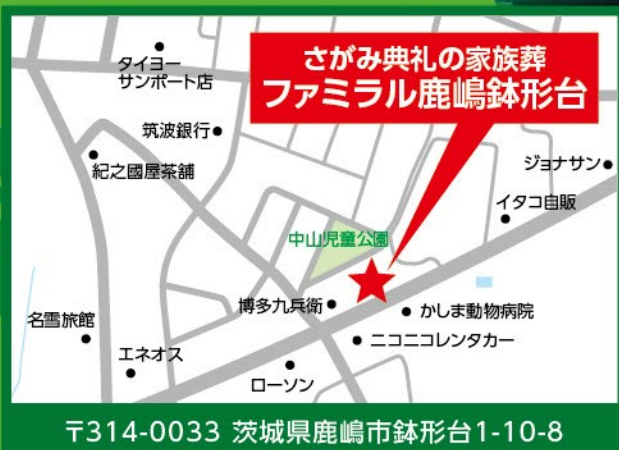 さがみ典礼の家族葬
ファミラル鹿嶋鉢形台
タイヨー
サンポート店
筑波銀行
紀之國屋茶舗
ジョナサン
イタコ自販
中山児童公園
博多九兵衛
かしま動物病院
ニコニコレンタカー
名雪旅館
エネオス
ローソン
〒314-0033 茨城県鹿嶋市鉢形台1-10-8